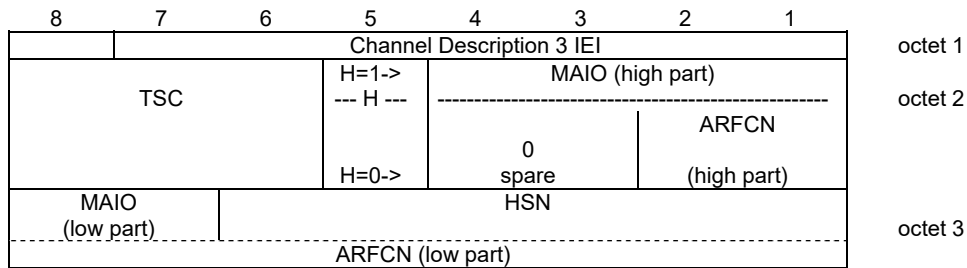 8 7 6 5 4 3 2 1
Channel Description 3 IEI octet 1
H=1-> MAIO (high part)
TSC --- H --- ---------------------------------------------------- octet 2
ARFCN
0
H=0-> spare (high part)
MAIO HSN
(low part) octet 3
ARFCN (low part)